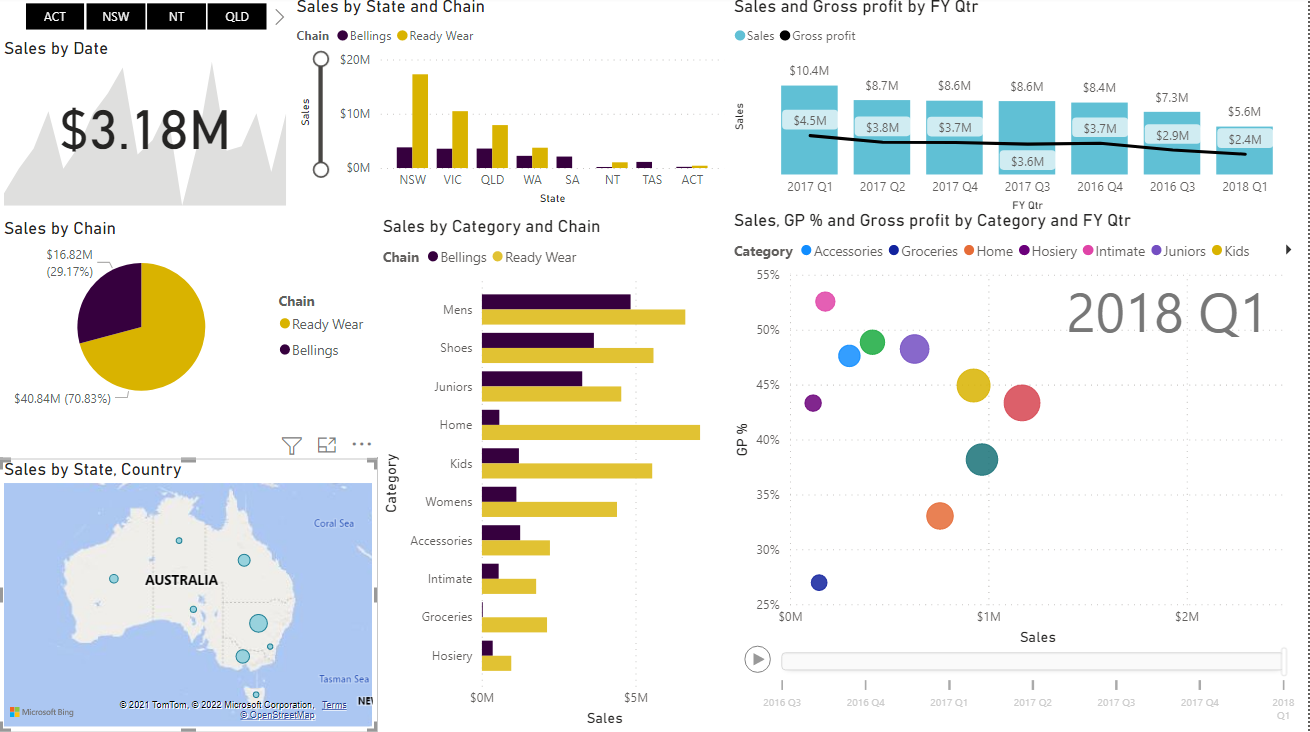 ACT NSW NT QLD
Sales by Date
$3.18M
Sales by State and Chain
Chain Bellings Ready Wear
Sales
$20M
$10M
$0M
NSW VIC QLD WA SA NT TAS ACT
State
Sales and Gross profit by FY Qtr
Sales Gross profit
Sales
$10.4M $8.7M $8.6M $8.6M $8.4M $7.3M $5.6M
$4.5M $3.8M $3.7M $3.6M $3.7M $2.9M $2.4M
2017 Q1 2017 Q2 2017 Q4 2017 Q3 2016 Q4 2016 Q3 2018 Q1
FY Qtr
Sales by Chain
$16.82M
(29.17%)
$40.84M (70.83%)
Chain
Ready Wear
Bellings
Sales by State, Country
Coral Sea
AUSTRALIA
Tasman Sea
NE
Microsoft Bing
© 2021 TomTom, © 2022 Microsoft Corporation, Terms
© OpenStreetMap
Sales by Category and Chain
Chain Bellings Ready Wear
Category
Mens
Shoes
Juniors
Home
Kids
Womens
Accessories
Intimate
Groceries
Hosiery
$0M $5M
Sales
Sales, GP % and Gross profit by Category and FY Qtr
Category Accessories Groceries Home Hosiery Intimate Juniors Kids
2018 Q1
GP %
55%
50%
45%
40%
35%
30%
25%
$0M $1M $2M
Sales
2016 Q3 2016 Q4 2017 Q1 2017 Q2 2017 Q3 2017 Q4 2018
Q1